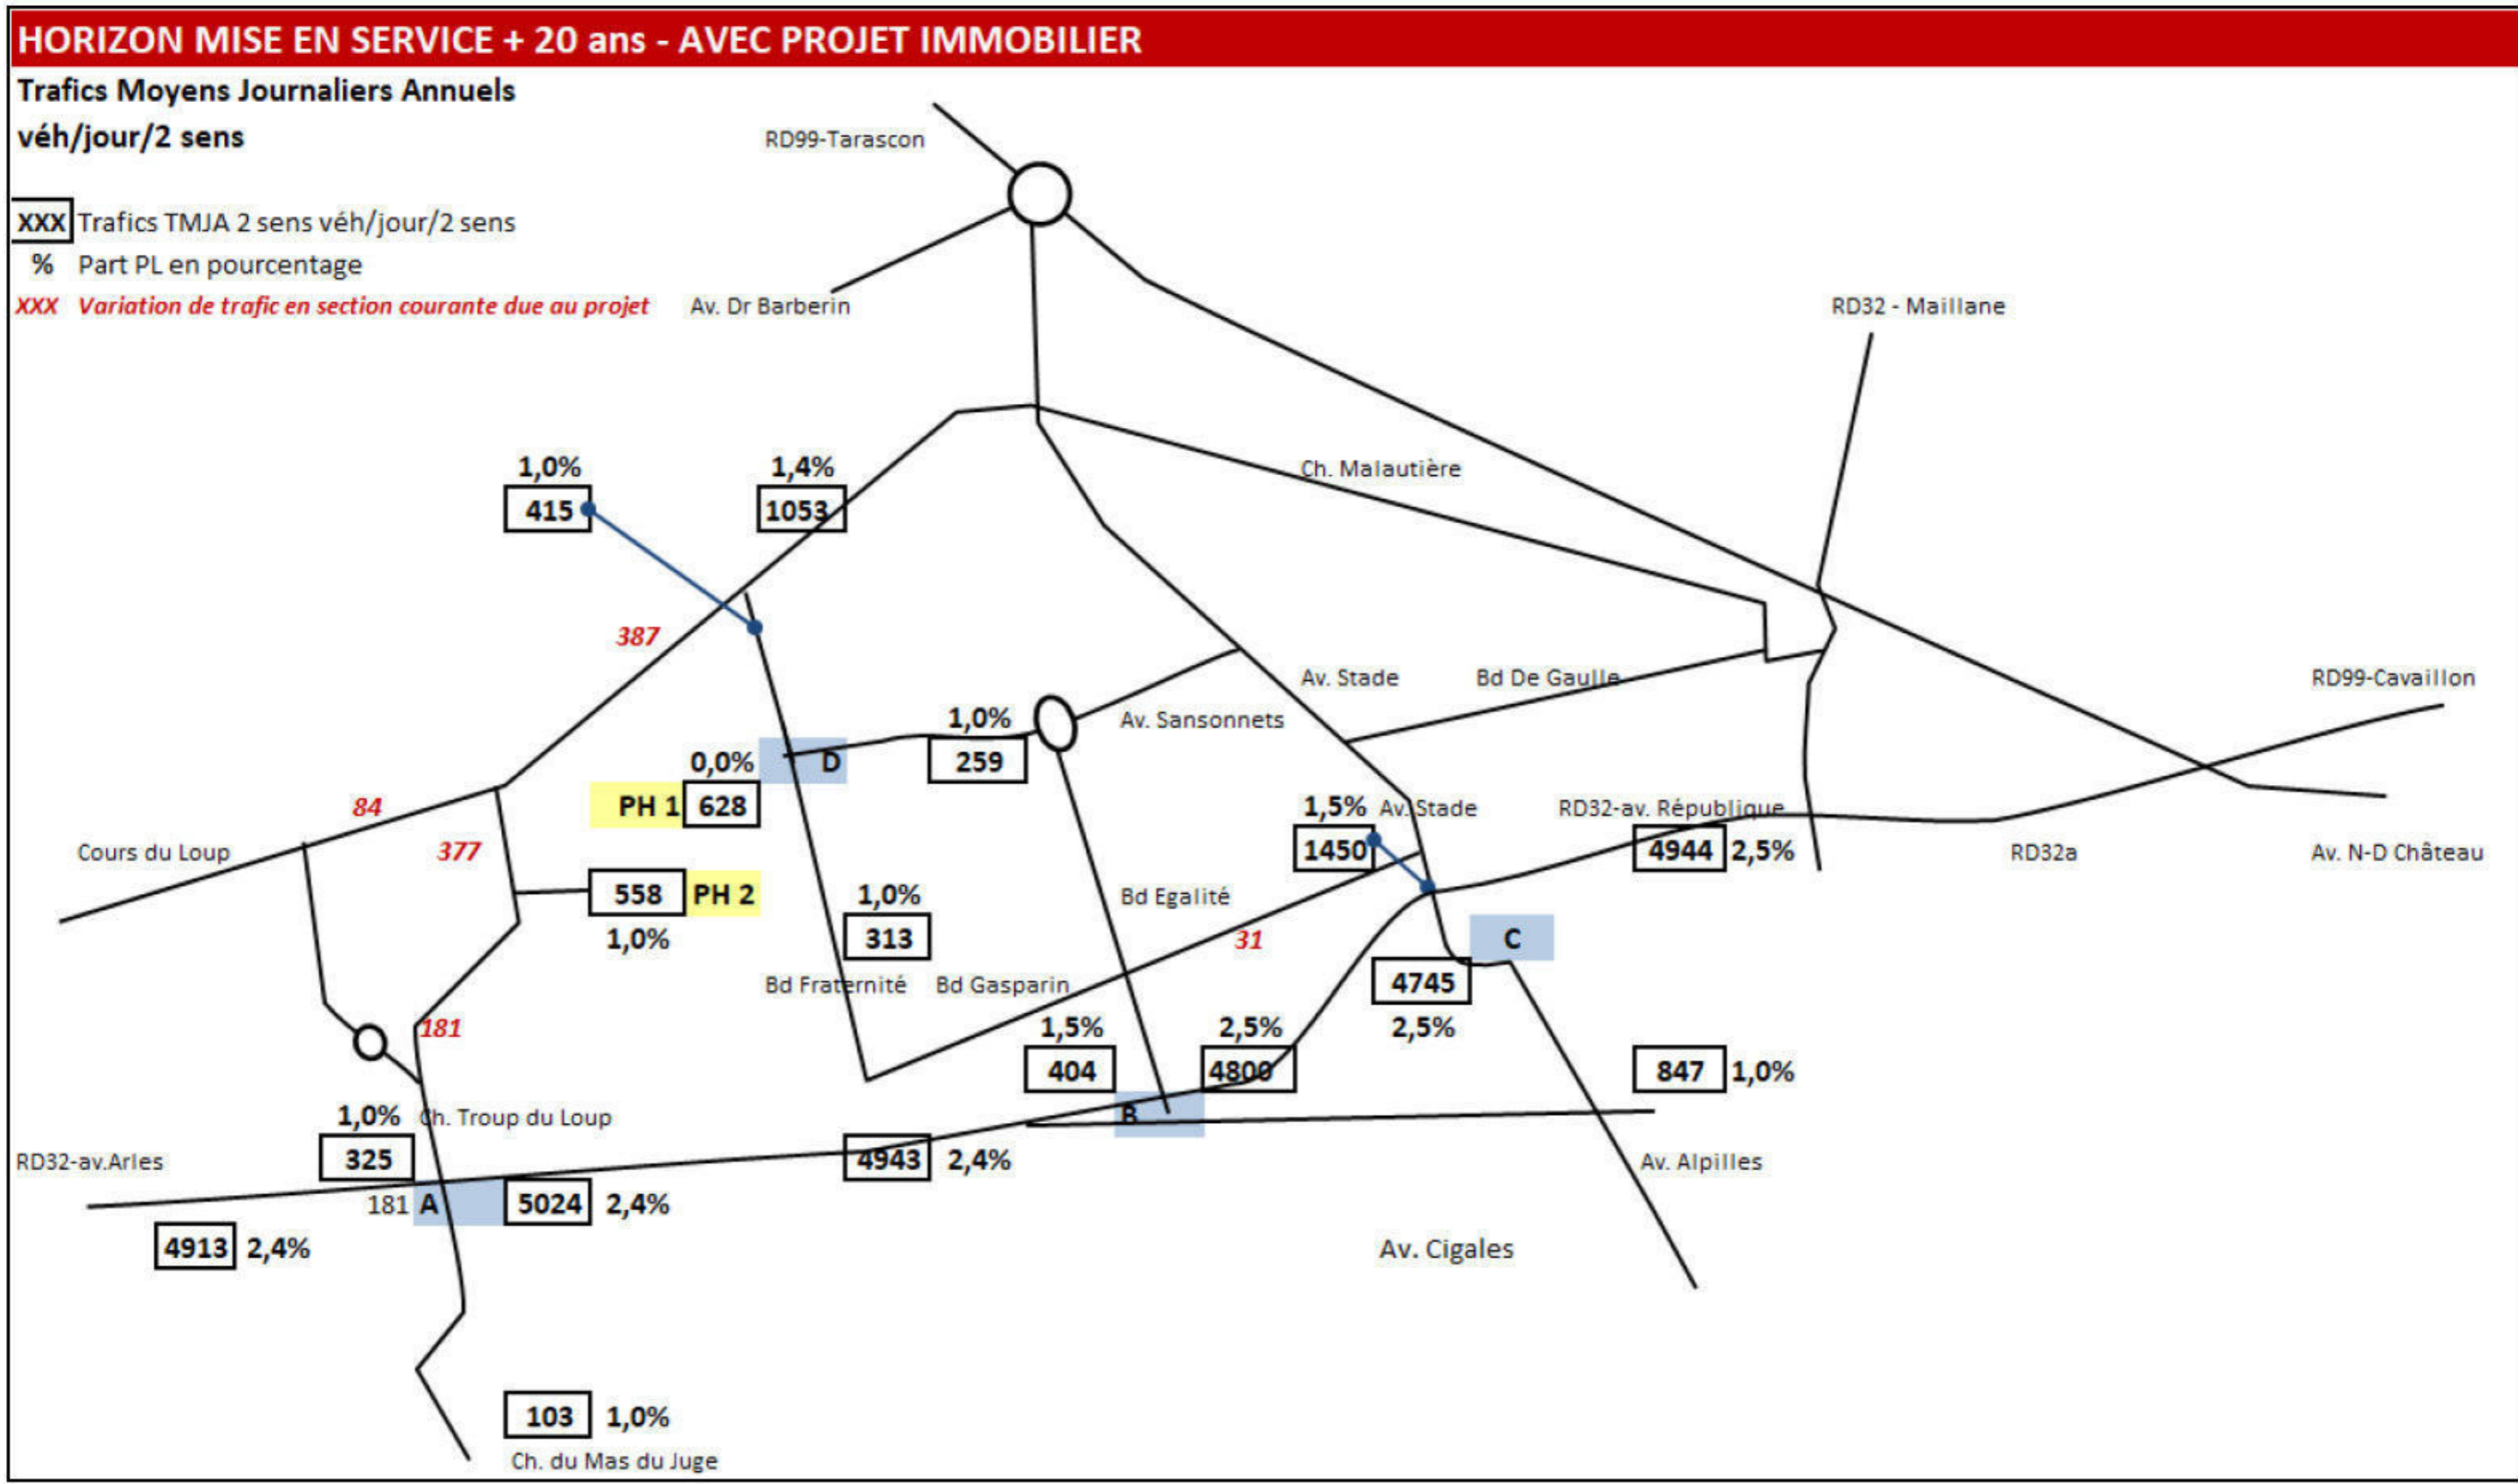 HORIZON MISE EN SERVICE + 20 ans - AVEC PROJET IMMOBILIER
Trafics Moyens Journaliers Annuels
véh/jour/2 sens
RD99-Tarascon
XXX Trafics TMJA 2 sens véh/jour/2 sens
% Part PL en pourcentage
XXX Variation de trafic en section courante due au projet
Av. Dr Barberin
RD32 - Maillane
1,0%
1,4%
Ch. Malautière
415
1053
387
Av. Stade
Bd De Gaulle
RD99-Cavaillon
1,0%
Av. Sansonnets
0,0%
D
259
84
PH 1
628
1,5%
Av. Stade
RD32-av. République
Cours du Loup
377
1450
4944
2,5%
RD32a
Av. N-D Château
558
PH 2
1,0%
Bd Egalité
1,0%
313
31
C
Bd Fraternité
Bd Gasparin
4745
181
1,5%
2,5%
2,5%
404
4800
847
1,0%
1,0%
Ch. Troup du Loup
B
RD32-av.Arles
325
4943
2,4%
Av. Alpilles
181
A
5024
2,4%
4913
2,4%
Av. Cigales
103
1,0%
Ch. du Mas du Juge